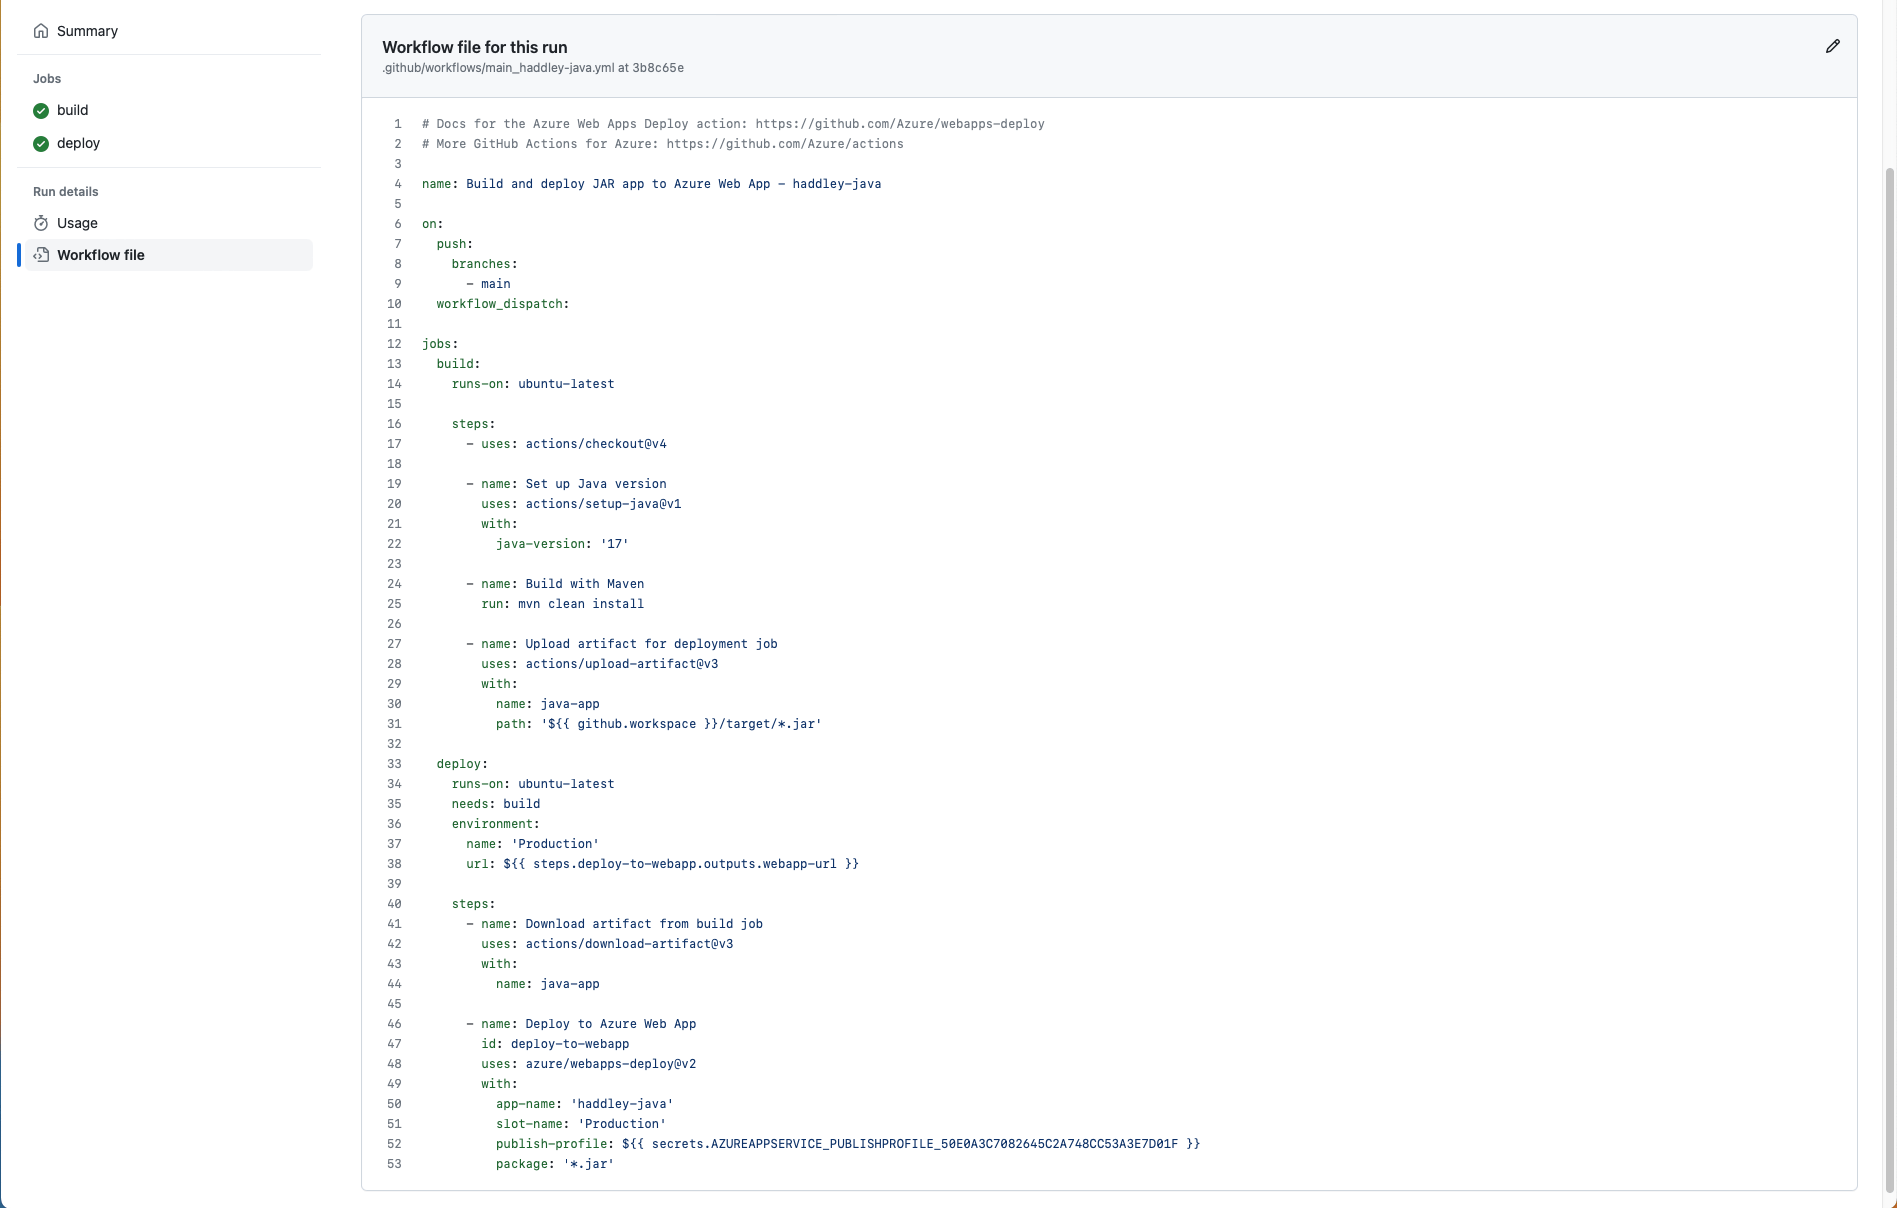 Summary
Jobs
build
deploy
Run details
Usage
Workflow file
Workflow file for this run
.github/workflows/main_haddley-java.yml at 3b8c65e
1 # Docs for the Azure Web Apps Deploy action: https://github.com/Azure/webapps-deploy
2 # More GitHub Actions for Azure: https://github.com/Azure/actions
3
4 name: Build and deploy JAR app to Azure Web App - haddley-java
5
6 on:
7   push:
8     branches:
9       - main
10   workflow_dispatch:
11
12 jobs:
13   build:
14     runs-on: ubuntu-latest
15
16     steps:
17       - uses: actions/checkout@v4
18
19       - name: Set up Java version
20         uses: actions/setup-java@v1
21         with:
22           java-version: '17'
23
24       - name: Build with Maven
25         run: mvn clean install
26
27       - name: Upload artifact for deployment job
28         uses: actions/upload-artifact@v3
29         with:
30           name: java-app
31           path: '${{ github.workspace }}/target/*.jar'
32
33   deploy:
34     runs-on: ubuntu-latest
35     needs: build
36     environment:
37       name: 'Production'
38       url: ${{ steps.deploy-to-webapp.outputs.webapp-url }}
39
40     steps:
41       - name: Download artifact from build job
42         uses: actions/download-artifact@v3
43         with:
44           name: java-app
45
46       - name: Deploy to Azure Web App
47         id: deploy-to-webapp
48         uses: azure/webapps-deploy@v2
49         with:
50           app-name: 'haddley-java'
51           slot-name: 'Production'
52           publish-profile: ${{ secrets.AZUREAPPSERVICE_PUBLISHPROFILE_50E0A3C7082645C2A748CC53A3E7D01F }}
53           package: '*.jar'